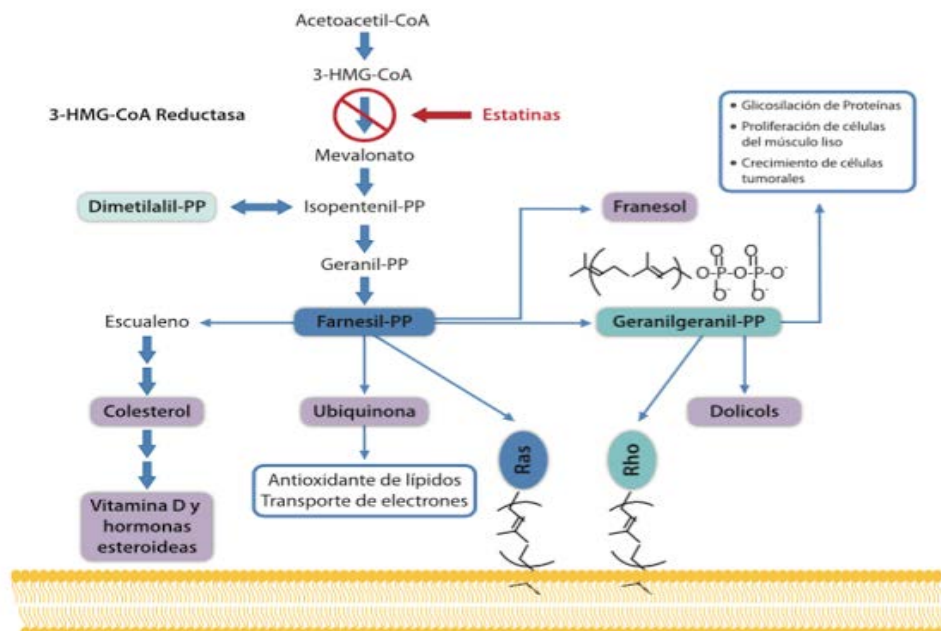 Acetoacetil-CoA
3-HMG-CoA
3-HMG-CoA Reductasa
Estatinas
Mevalonato
• Glicosilación de Proteínas
• Proliferación de células
del músculo liso
• Crecimiento de células
tumorales
Dimetilalil-PP
Isopentenil-PP
Franesol
Geranil-PP
O O
O-P-O-P-O-
O- O-
Escualeno
Farnesil-PP
Geranilgeranil-PP
Colesterol
Ubiquinona
Dolicols
Ras
Rho
Antioxidante de lípidos
Transporte de electrones
Vitamina D y
hormonas
esteroideas